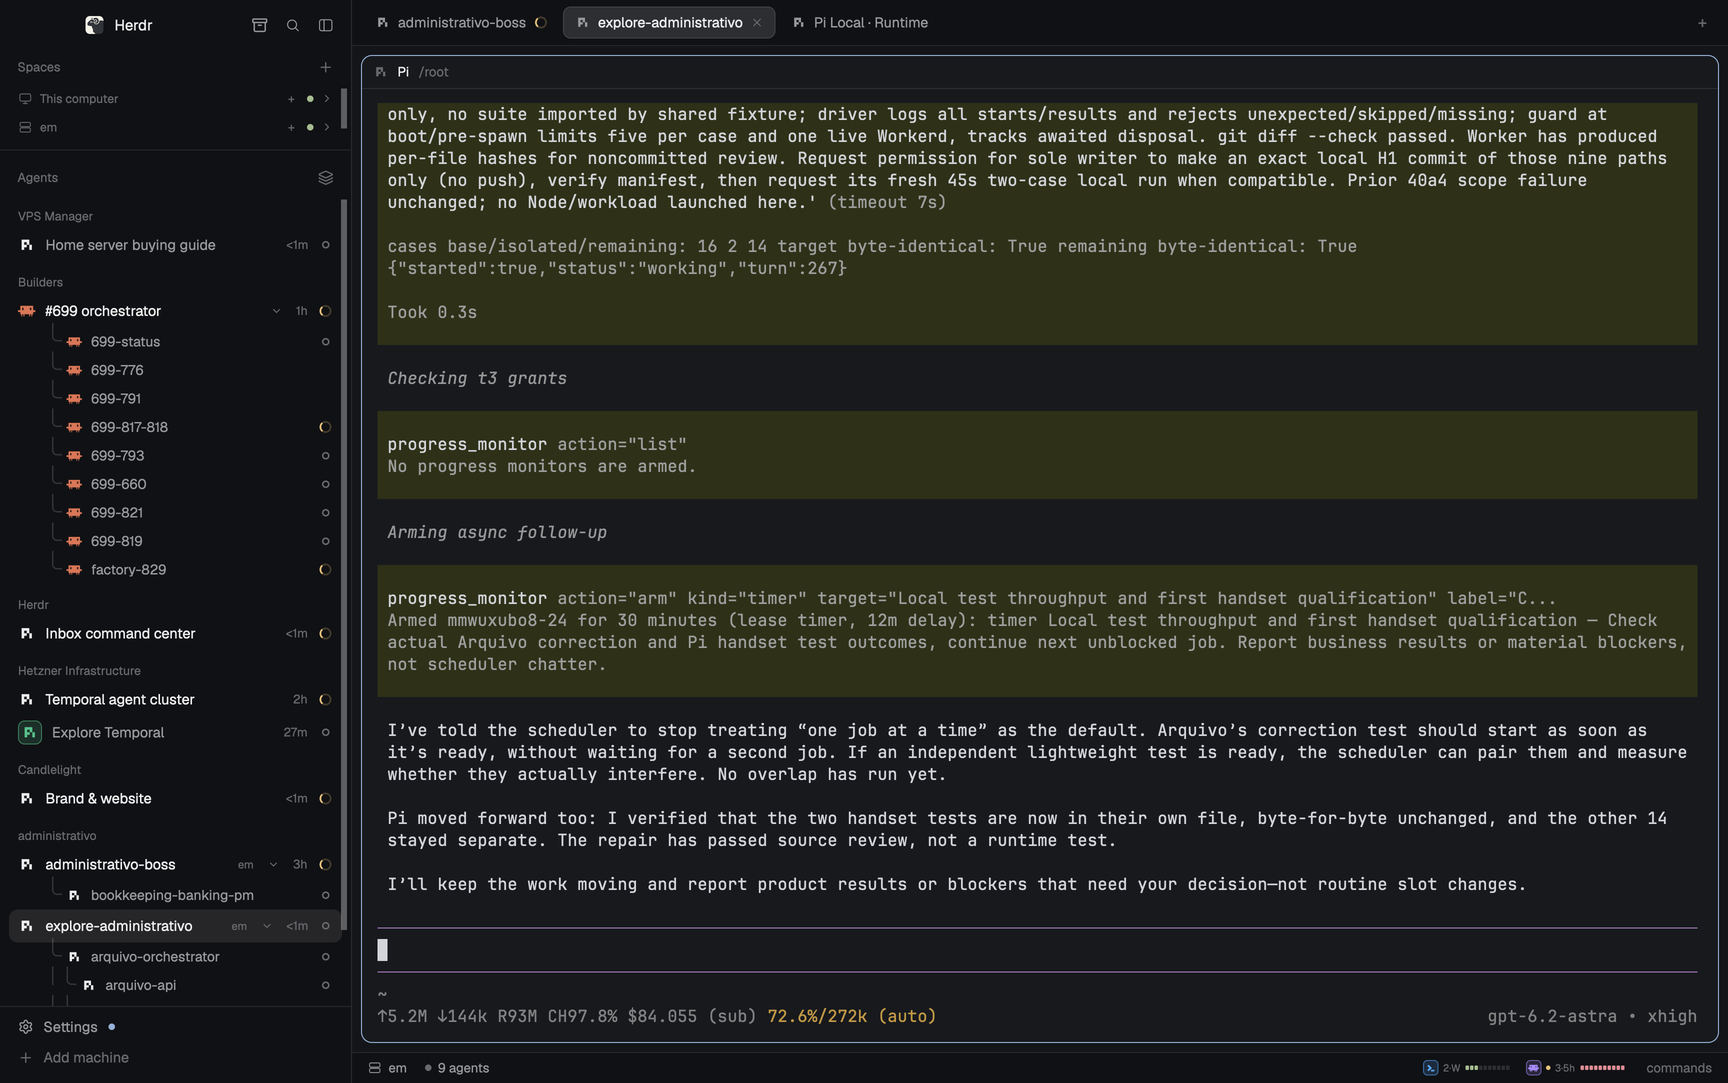 Herdr
Spaces
This computer
em
Agents
VPS Manager
Home server buying guide <1m
Builders
#699 orchestrator 1h
699-status
699-776
699-791
699-817-818
699-793
699-660
699-821
699-819
factory-829
Herdr
Inbox command center <1m
Hetzner Infrastructure
Temporal agent cluster 2h
Explore Temporal 27m
Candlelight
Brand & website <1m
administrativo
administrativo-boss em 3h
bookkeeping-banking-pm
explore-administrativo em <1m
arquivo-orchestrator
arquivo-api
Settings
+ Add machine
administrativo-boss
explore-administrativo ×
Pi Local · Runtime
+
Pi /root
only, no suite imported by shared fixture; driver logs all starts/results and rejects unexpected/skipped/missing; guard at
boot/pre-spawn limits five per case and one live Workerd, tracks awaited disposal. git diff --check passed. Worker has produced
per-file hashes for noncommitted review. Request permission for sole writer to make an exact local H1 commit of those nine paths
only (no push), verify manifest, then request its fresh 45s two-case local run when compatible. Prior 40a4 scope failure
unchanged; no Node/workload launched here.' (timeout 7s)
cases base/isolated/remaining: 16 2 14 target byte-identical: True remaining byte-identical: True
{"started":true,"status":"working","turn":267}
Took 0.3s
Checking t3 grants
progress_monitor action="list"
No progress monitors are armed.
Arming async follow-up
progress_monitor action="arm" kind="timer" target="Local test throughput and first handset qualification" label="C...
Armed mmwuxubo8-24 for 30 minutes (lease timer, 12m delay): timer Local test throughput and first handset qualification — Check
actual Arquivo correction and Pi handset test outcomes, continue next unblocked job. Report business results or material blockers,
not scheduler chatter.
I’ve told the scheduler to stop treating “one job at a time” as the default. Arquivo’s correction test should start as soon as
it’s ready, without waiting for a second job. If an independent lightweight test is ready, the scheduler can pair them and measure
whether they actually interfere. No overlap has run yet.
Pi moved forward too: I verified that the two handset tests are now in their own file, byte-for-byte unchanged, and the other 14
stayed separate. The repair has passed source review, not a runtime test.
I’ll keep the work moving and report product results or blockers that need your decision—not routine slot changes.
~
↑5.2M ↓144k R93M CH97.8% $84.055 (sub) 72.6%/272k (auto)
gpt-6.2-astra • xhigh
em • 9 agents
2·W
3·5h
commands